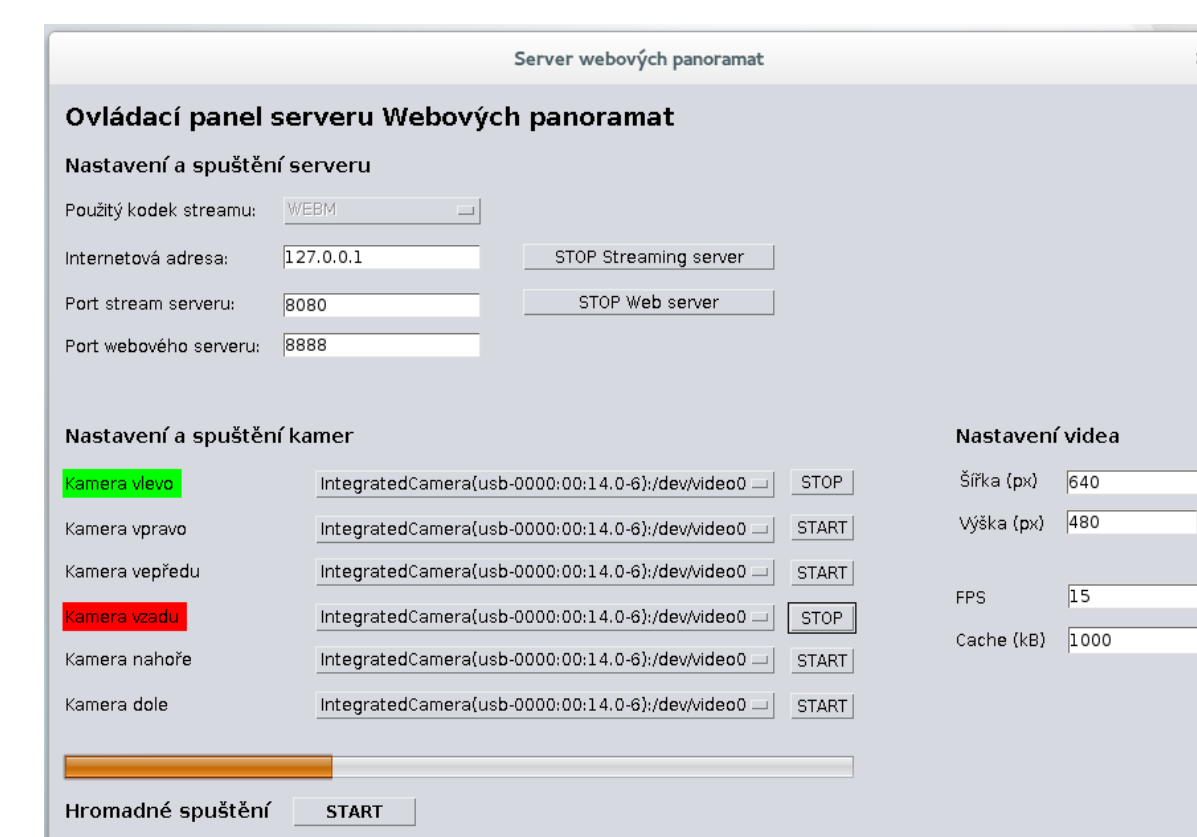 Server webových panoramat
Ovládací panel serveru Webových panoramat
Nastavení a spuštění serveru
Použitý kodek streamu: WEBM
Internetová adresa: 127.0.0.1 STOP Streaming server
Port stream serveru: 8080 STOP Web server
Port webového serveru: 8888
Nastavení a spuštění kamer Nastavení videa
Kamera vlevo IntegratedCamera(usb-0000:00:14.0-6):/dev/video0 STOP Šířka (px) 640
Kamera vpravo IntegratedCamera(usb-0000:00:14.0-6):/dev/video0 START Výška (px) 480
Kamera vepředu IntegratedCamera(usb-0000:00:14.0-6):/dev/video0 START
FPS 15
Kamera vzadu IntegratedCamera(usb-0000:00:14.0-6):/dev/video0 STOP
Cache (kB) 1000
Kamera nahoře IntegratedCamera(usb-0000:00:14.0-6):/dev/video0 START
Kamera dole IntegratedCamera(usb-0000:00:14.0-6):/dev/video0 START
Hromadné spuštění START